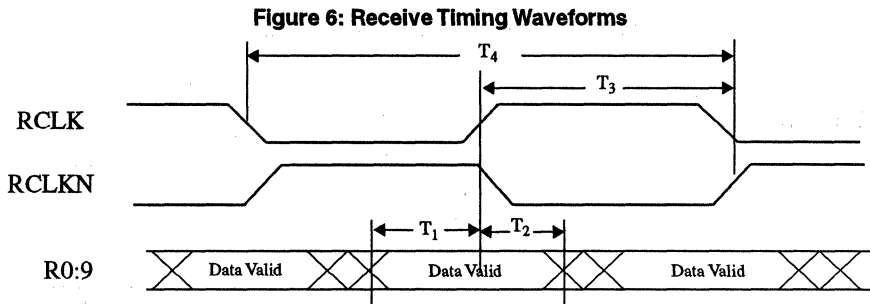 Figure 6: Receive Timing Waveforms
T4
T3
RCLK
RCLKN
T1
T2
R0:9
Data Valid
Data Valid
Data Valid